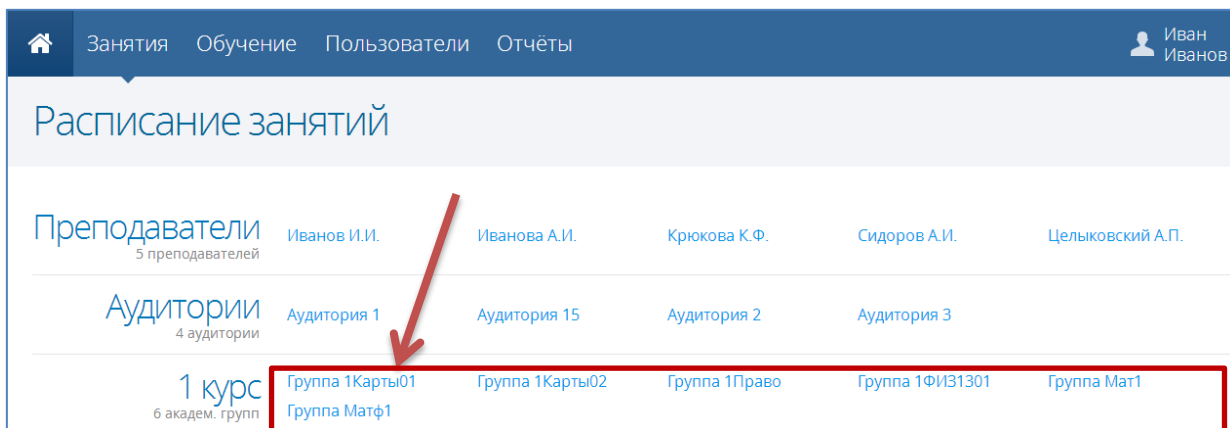 Занятия Обучение Пользователи Отчёты Иван
Иванов
Расписание занятий
Преподаватели Иванов И.И. Иванова А.И. Крюкова К.Ф. Сидоров А.И. Целыковский А.П.
5 преподавателей
Аудитории Аудитория 1 Аудитория 15 Аудитория 2 Аудитория 3
4 аудитории
1 курс Группа 1Карты01 Группа 1Карты02 Группа 1Право Группа 1ФИЗ1301 Группа Мат1
6 академ. групп Группа Матф1